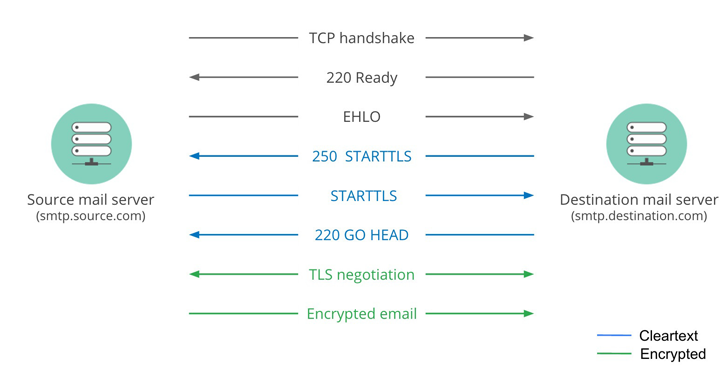 TCP handshake
220 Ready
EHLO
250 STARTTLS
STARTTLS
220 GO HEAD
TLS negotiation
Encrypted email
Source mail server
(smtp.source.com)
Destination mail server
(smtp.destination.com)
Cleartext
Encrypted